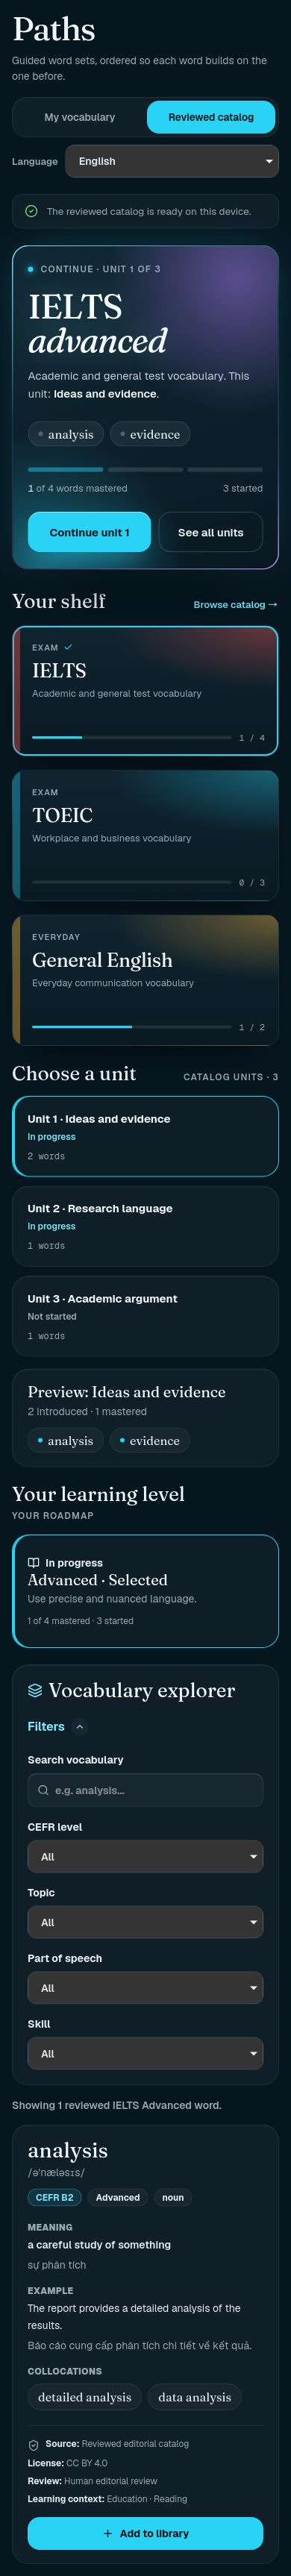 Paths
Guided word sets, ordered so each word builds on the
one before.
My vocabulary
Reviewed catalog
Language
English
The reviewed catalog is ready on this device.
CONTINUE · UNIT 1 OF 3
IELTS
advanced
Academic and general test vocabulary. This
unit: Ideas and evidence.
analysis
evidence
1 of 4 words mastered
3 started
Continue unit 1
See all units
Your shelf
Browse catalog →
EXAM
IELTS
Academic and general test vocabulary
1 / 4
EXAM
TOEIC
Workplace and business vocabulary
0 / 3
EVERYDAY
General English
Everyday communication vocabulary
1 / 2
Choose a unit
CATALOG UNITS · 3
Unit 1 · Ideas and evidence
In progress
2 words
Unit 2 · Research language
In progress
1 words
Unit 3 · Academic argument
Not started
1 words
Preview: Ideas and evidence
2 introduced · 1 mastered
analysis
evidence
Your learning level
YOUR ROADMAP
In progress
Advanced · Selected
Use precise and nuanced language.
1 of 4 mastered · 3 started
Vocabulary explorer
Filters
Search vocabulary
e.g. analysis...
CEFR level
All
Topic
All
Part of speech
All
Skill
All
Showing 1 reviewed IELTS Advanced word.
analysis
/əˈnæləsɪs/
CEFR B2
Advanced
noun
MEANING
a careful study of something
sự phân tích
EXAMPLE
The report provides a detailed analysis of the
results.
Báo cáo cung cấp phân tích chi tiết về kết quả.
COLLOCATIONS
detailed analysis
data analysis
Source: Reviewed editorial catalog
License: CC BY 4.0
Review: Human editorial review
Learning context: Education · Reading
Add to library